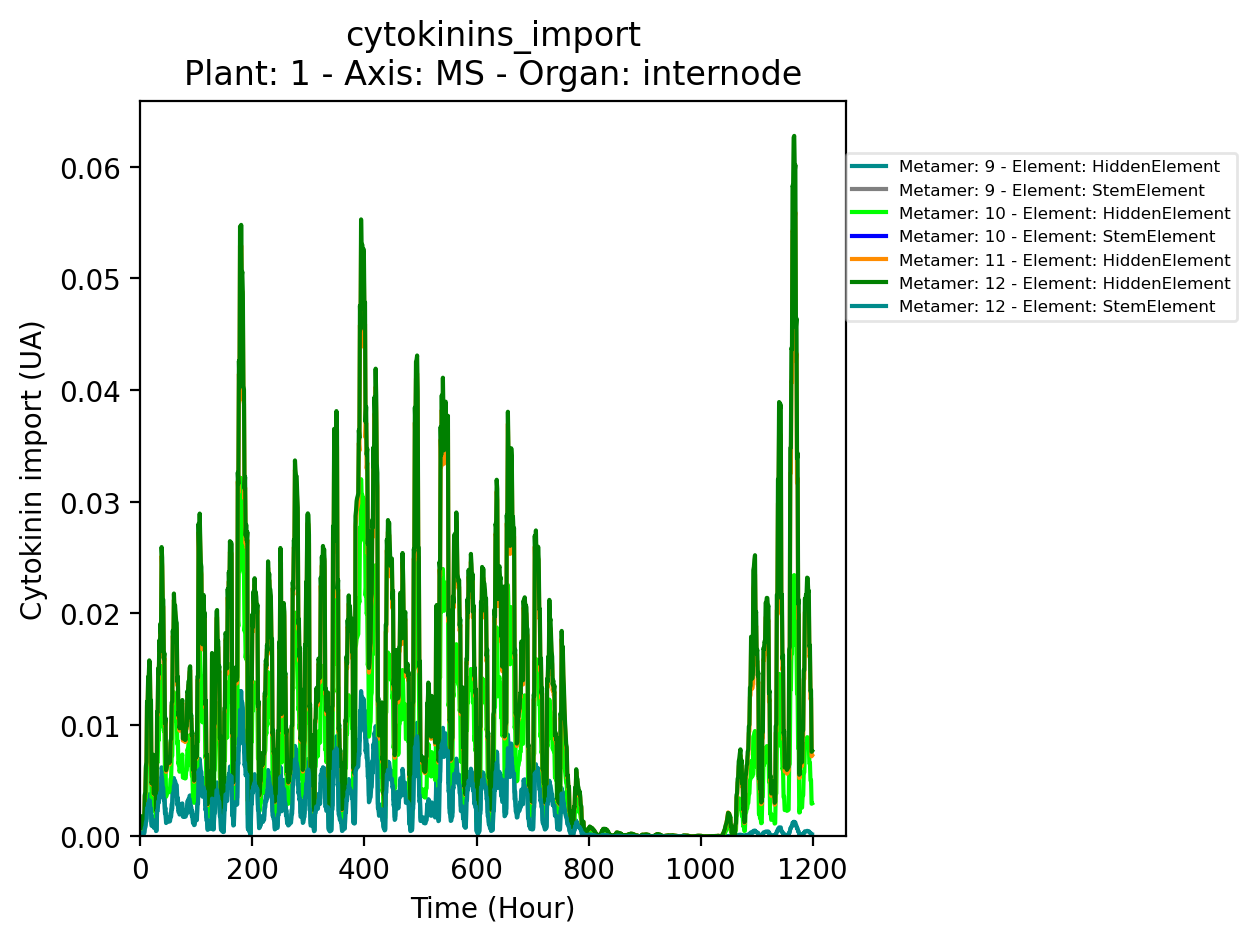 cytokinins_import
Plant: 1 - Axis: MS - Organ: internode
Cytokinin import (UA)
0.06
0.05
0.04
0.03
0.02
0.01
0.00
0 200 400 600 800 1000 1200
Time (Hour)
Metamer: 9 - Element: HiddenElement
Metamer: 9 - Element: StemElement
Metamer: 10 - Element: HiddenElement
Metamer: 10 - Element: StemElement
Metamer: 11 - Element: HiddenElement
Metamer: 12 - Element: HiddenElement
Metamer: 12 - Element: StemElement